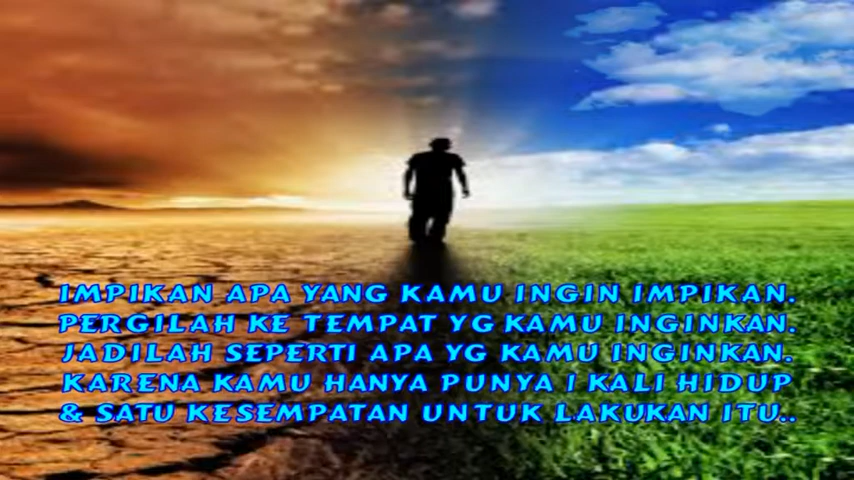 IMPIKAN APA YANG KAMU INGIN IMPIKAN.
PERGILAH KE TEMPAT YG KAMU INGINKAN.
JADILAH SEPERTI APA YG KAMU INGINKAN.
KARENA KAMU HANYA PUNYA 1 KALI HIDUP
& SATU KESEMPATAN UNTUK LAKUKAN ITU..